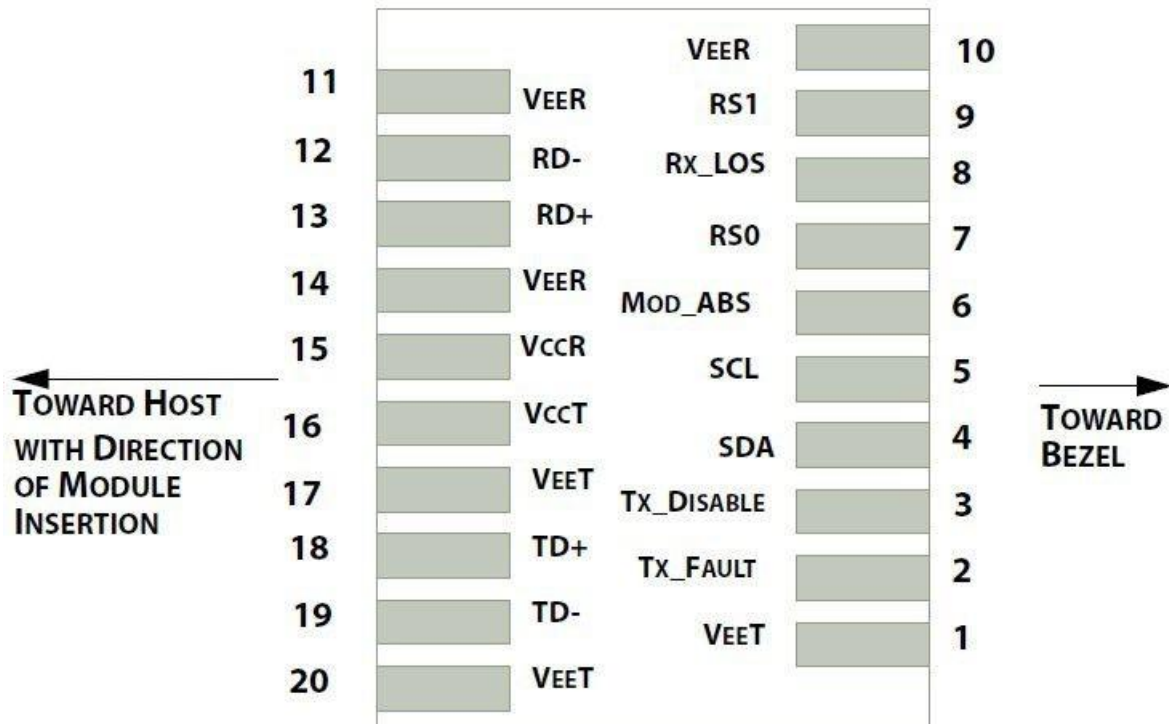 11 VEER
12 RD-
13 RD+
14 VEER
15 VCCR
16 VCCT
17 VEET
18 TD+
19 TD-
20 VEET
VEER 10
RS1 9
RX_LOS 8
RS0 7
MOD_ABS 6
SCL 5
SDA 4
TX_DISABLE 3
TX_FAULT 2
VEET 1
TOWARD HOST
WITH DIRECTION
OF MODULE
INSERTION
TOWARD
BEZEL